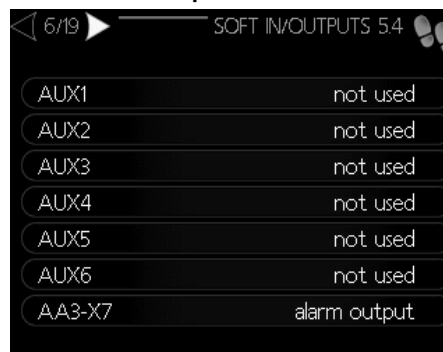 6/19 SOFT IN/OUTPUTS 5.4
AUX1 not used
AUX2 not used
AUX3 not used
AUX4 not used
AUX5 not used
AUX6 not used
AA3-X7 alarm output